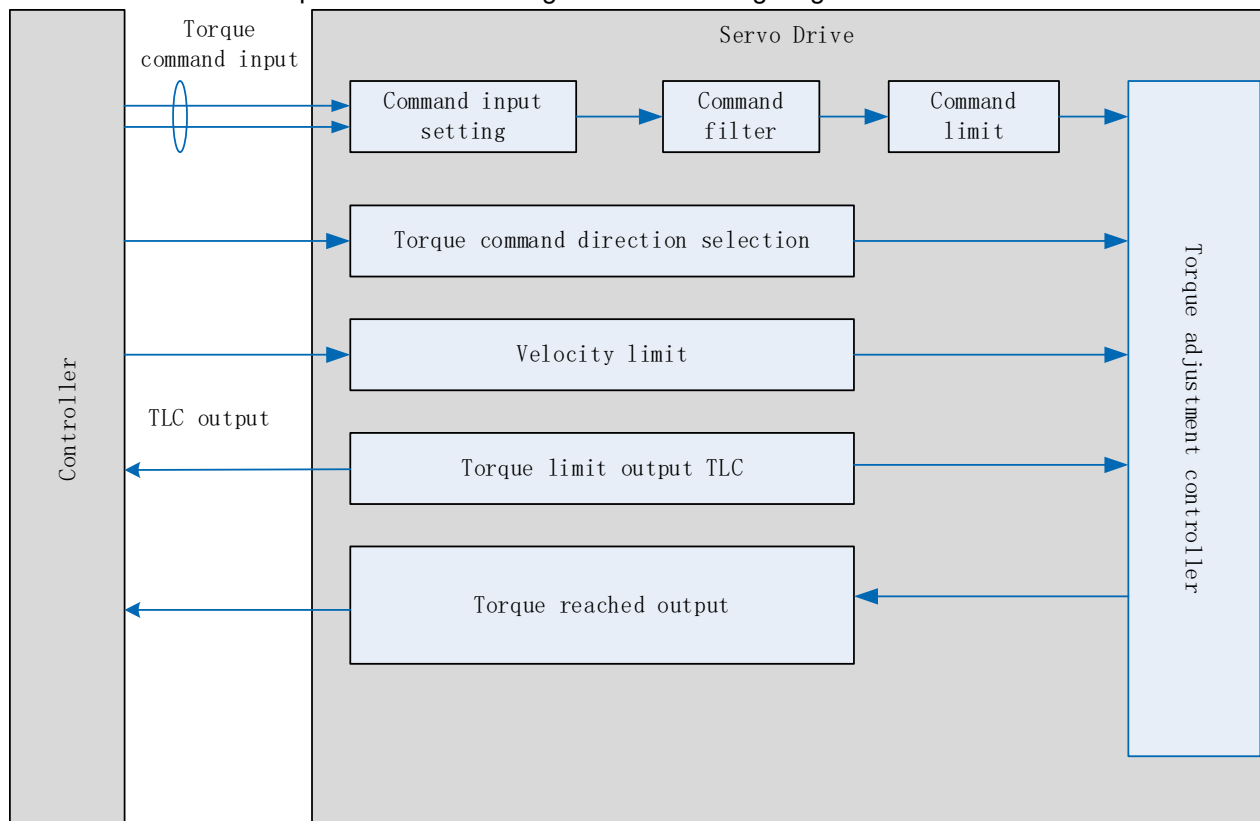 Torque
command input
Servo Drive
Command input
setting
Command
filter
Command
limit
Torque command direction selection
Velocity limit
TLC output
Torque limit output TLC
Torque reached output
Controller
Torque adjustment controller